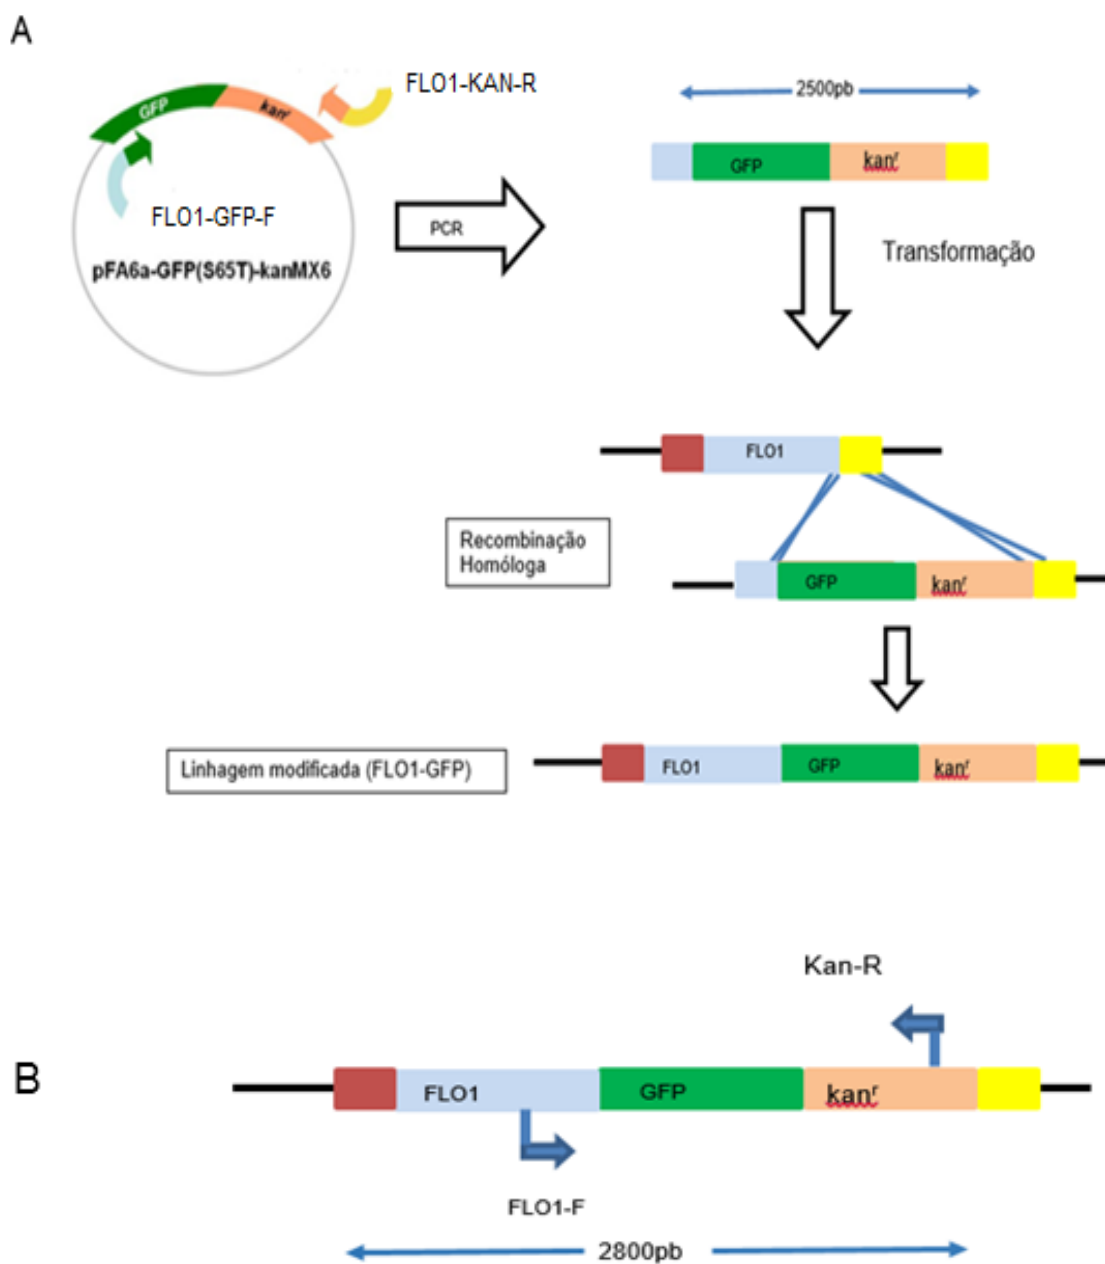 A
FLO1-KAN-R
GFP
kanʳ
FLO1-GFP-F
pFA6a-GFP(S65T)-kanMX6
PCR
2500pb
GFP
kanʳ
Transformação
FLO1
Recombinação
Homóloga
GFP
kanʳ
Linhagem modificada (FLO1-GFP)
FLO1
GFP
kanʳ
Kan-R
B
FLO1
GFP
kanʳ
FLO1-F
2800pb